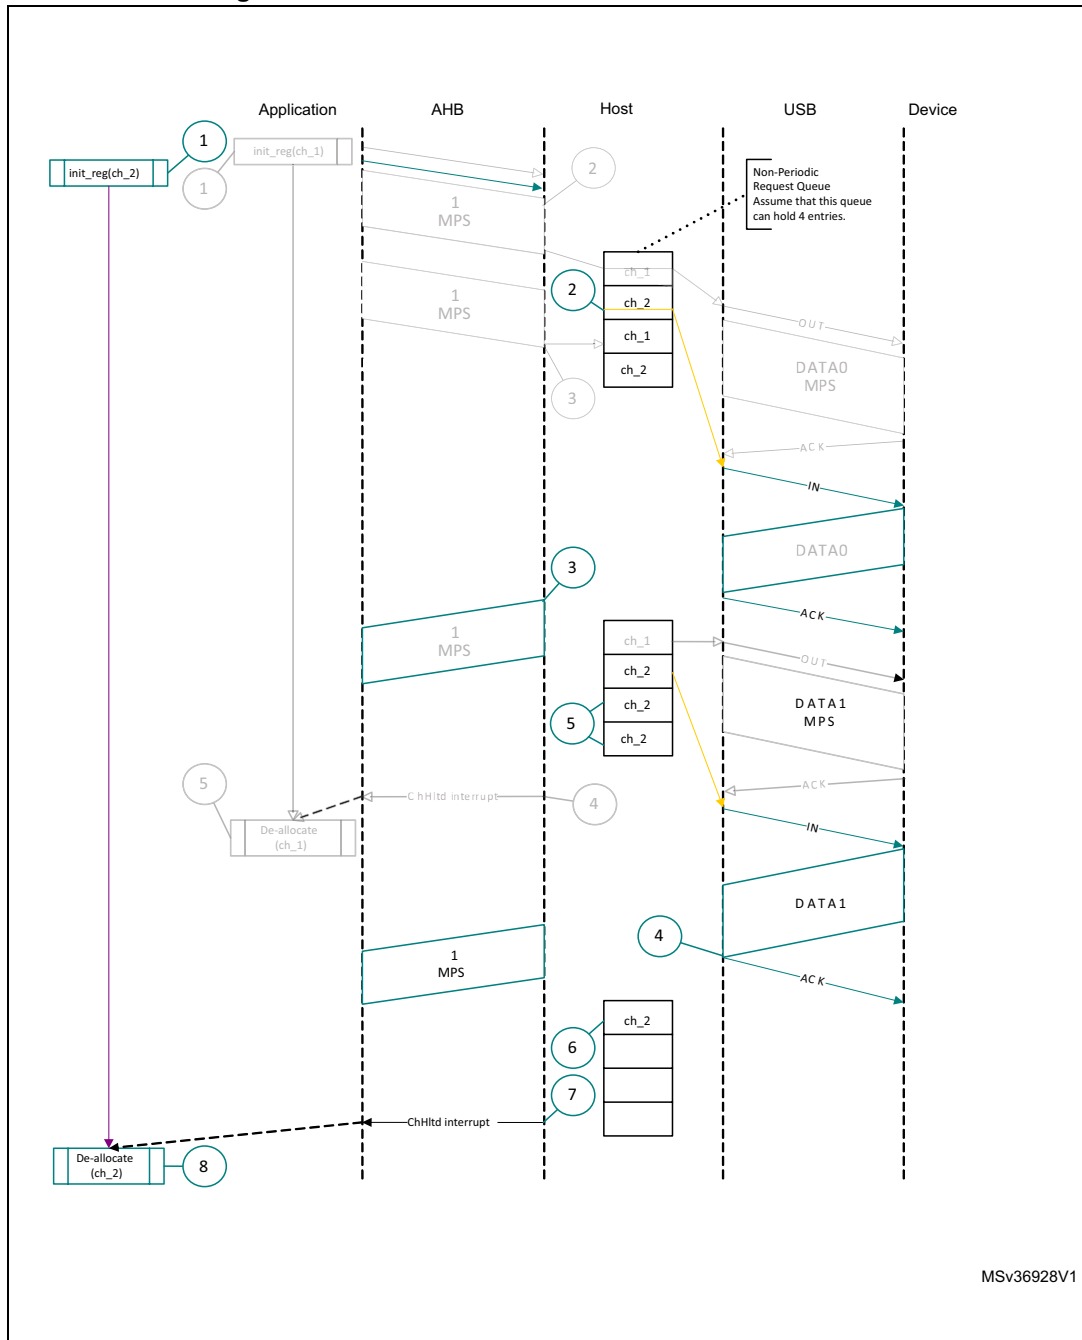 Application
AHB
Host
USB
Device
1
init_reg(ch_1)
init_reg(ch_2)
1
2
Non-Periodic
Request Queue
Assume that this queue
can hold 4 entries.
1
MPS
ch_1
2
ch_2
1
MPS
ch_1
ch_2
3
OUT
DATA0
MPS
ACK
IN
DATA0
3
ACK
1
MPS
ch_1
ch_2
ch_2
ch_2
5
OUT
DATA1
MPS
5
ChHltd interrupt
4
ACK
De-allocate
(ch_1)
IN
DATA1
4
1
MPS
ACK
ch_2
6
7
ChHltd interrupt
De-allocate
(ch_2)
8
MSv36928V1